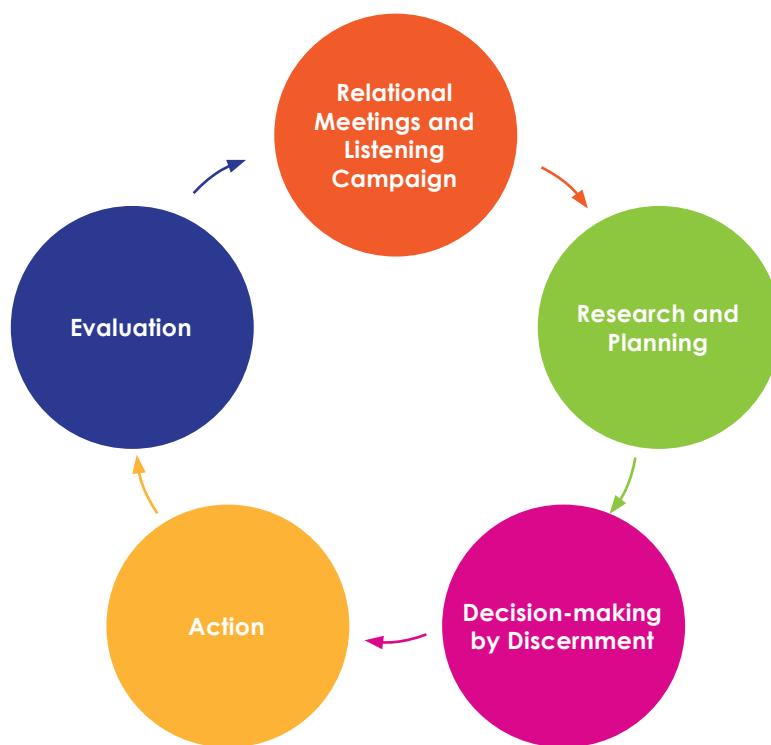 Relational
Meetings and
Listening
Campaign
Research and
Planning
Decision-making
by Discernment
Action
Evaluation